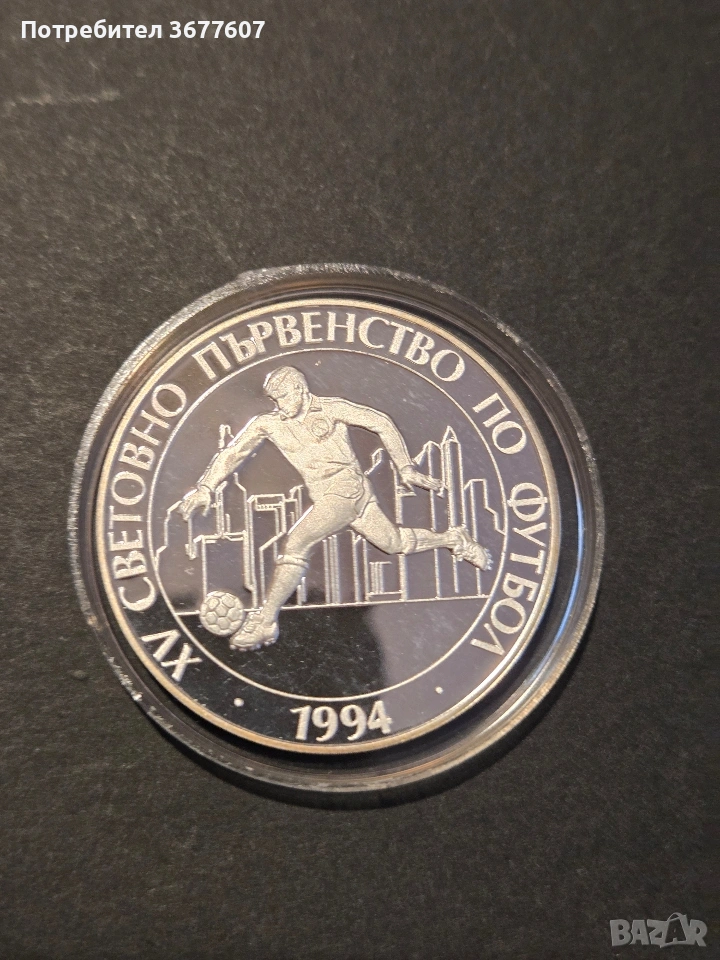 Потребител 3677607
XV СВЕТОВНО ПЪРВЕНСТВО ПО ФУТБОЛ
· 1994 ·
BAZAR